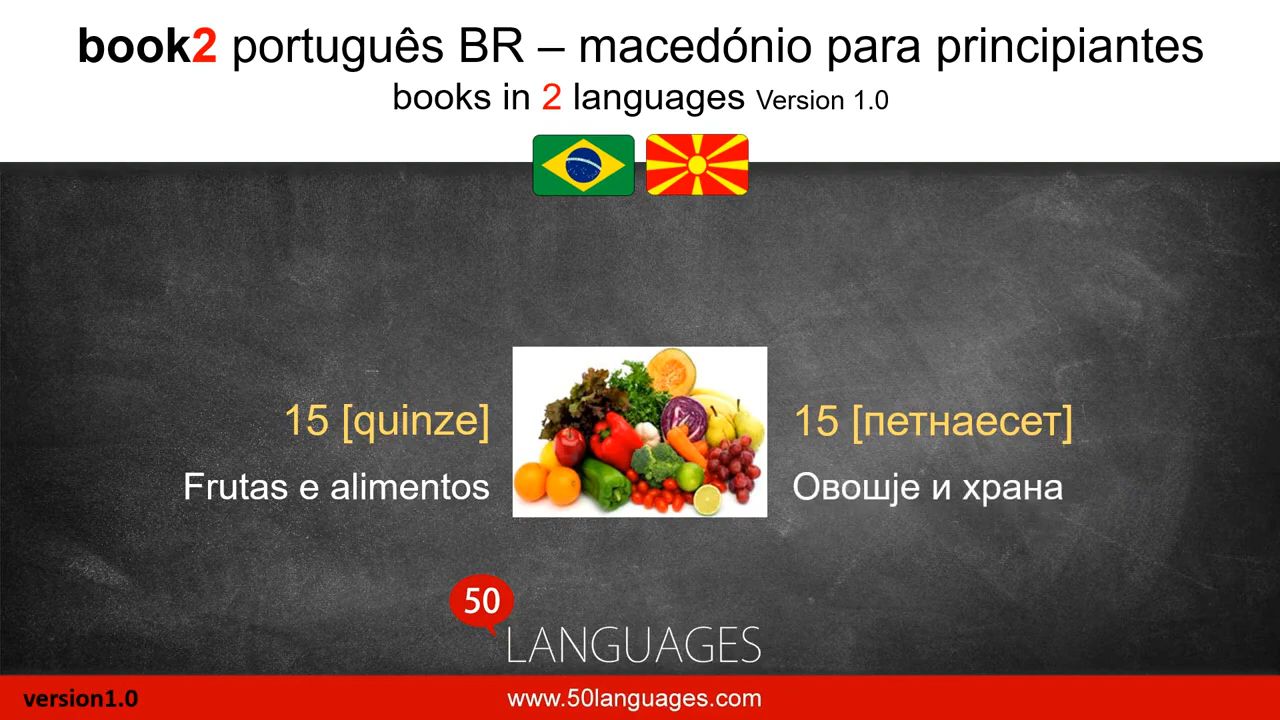 book2 português BR – macedónio para principiantes
books in 2 languages Version 1.0
15 [quinze]
Frutas e alimentos
15 [петнаесет]
Овошје и храна
50
LANGUAGES
version1.0
www.50languages.com